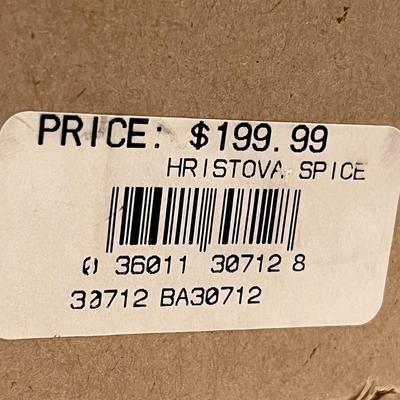 PRICE: $199.99
HRISTOVA SPICE
0 36011 30712 8
30712 BA30712